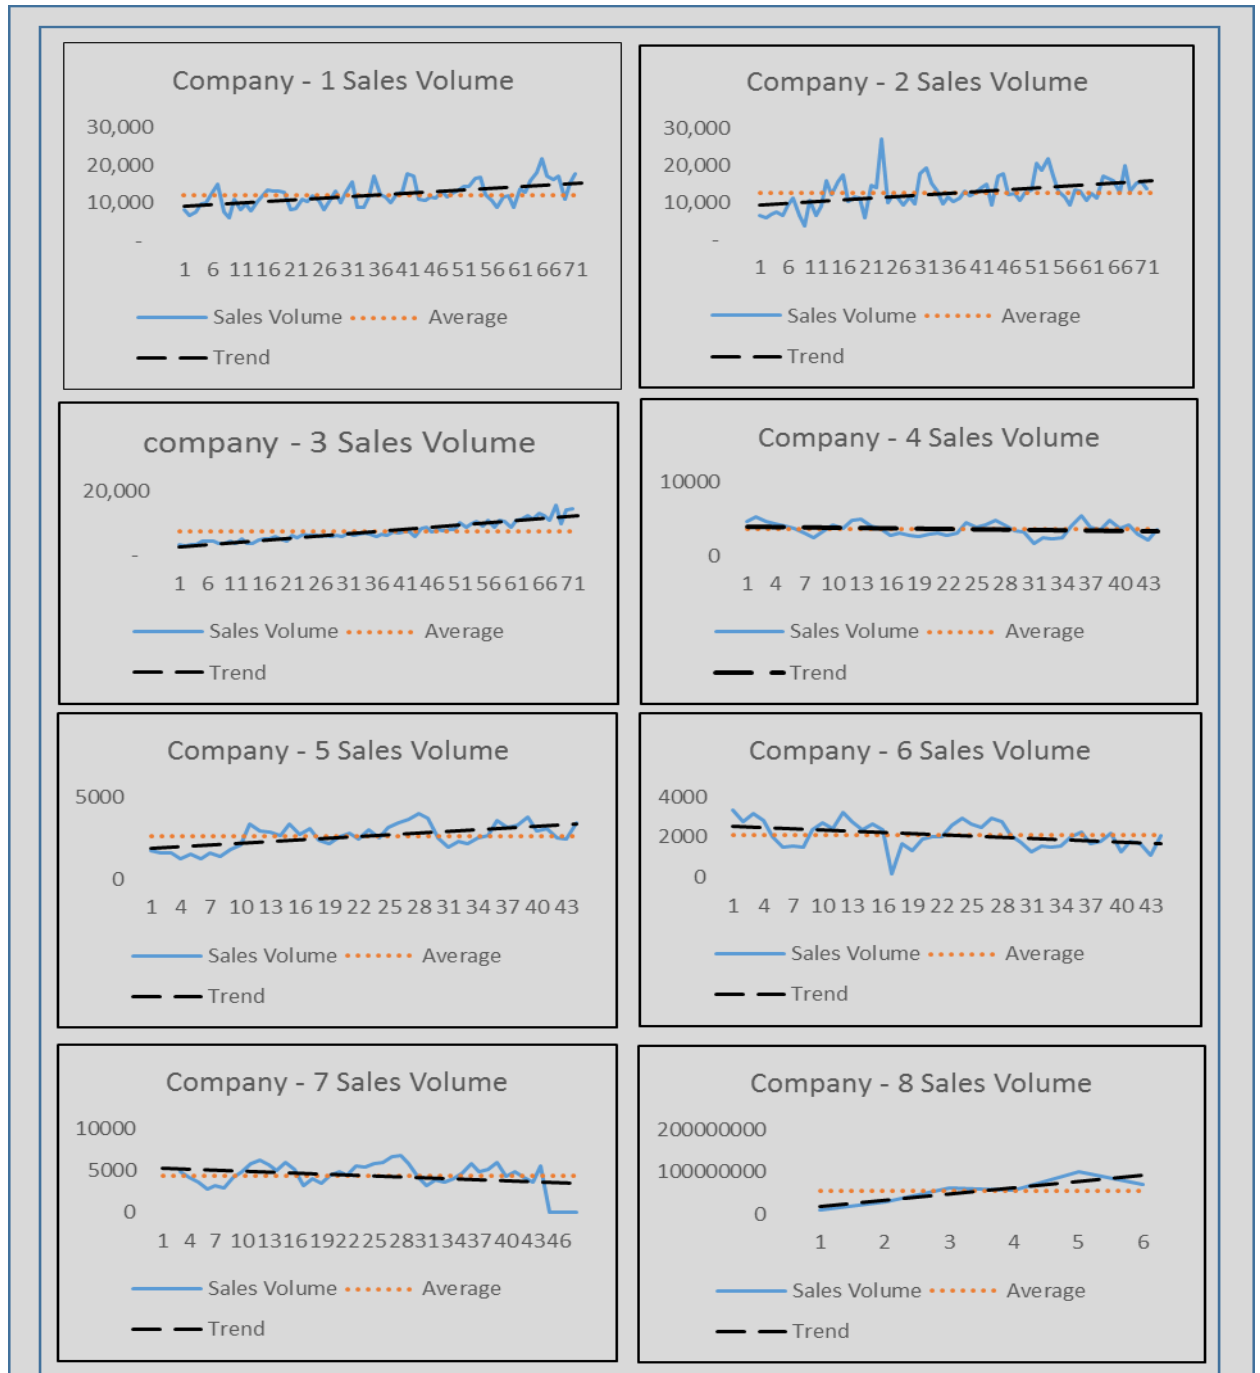 Company - 1 Sales Volume
30,000
20,000
10,000
-
1 6 11 16 21 26 31 36 41 46 51 56 61 66 71
Sales Volume Average
Trend
Company - 2 Sales Volume
30,000
20,000
10,000
-
1 6 11 16 21 26 31 36 41 46 51 56 61 66 71
Sales Volume Average
Trend
company - 3 Sales Volume
20,000
-
1 6 11 16 21 26 31 36 41 46 51 56 61 66 71
Sales Volume Average
Trend
Company - 4 Sales Volume
10000
0
1 4 7 10 13 16 19 22 25 28 31 34 37 40 43
Sales Volume Average
Trend
Company - 5 Sales Volume
5000
0
1 4 7 10 13 16 19 22 25 28 31 34 37 40 43
Sales Volume Average
Trend
Company - 6 Sales Volume
4000
2000
0
1 4 7 10 13 16 19 22 25 28 31 34 37 40 43
Sales Volume Average
Trend
Company - 7 Sales Volume
10000
5000
0
1 4 7 10 13 16 19 22 25 28 31 34 37 40 43 46
Sales Volume Average
Trend
Company - 8 Sales Volume
200000000
100000000
0
1 2 3 4 5 6
Sales Volume Average
Trend